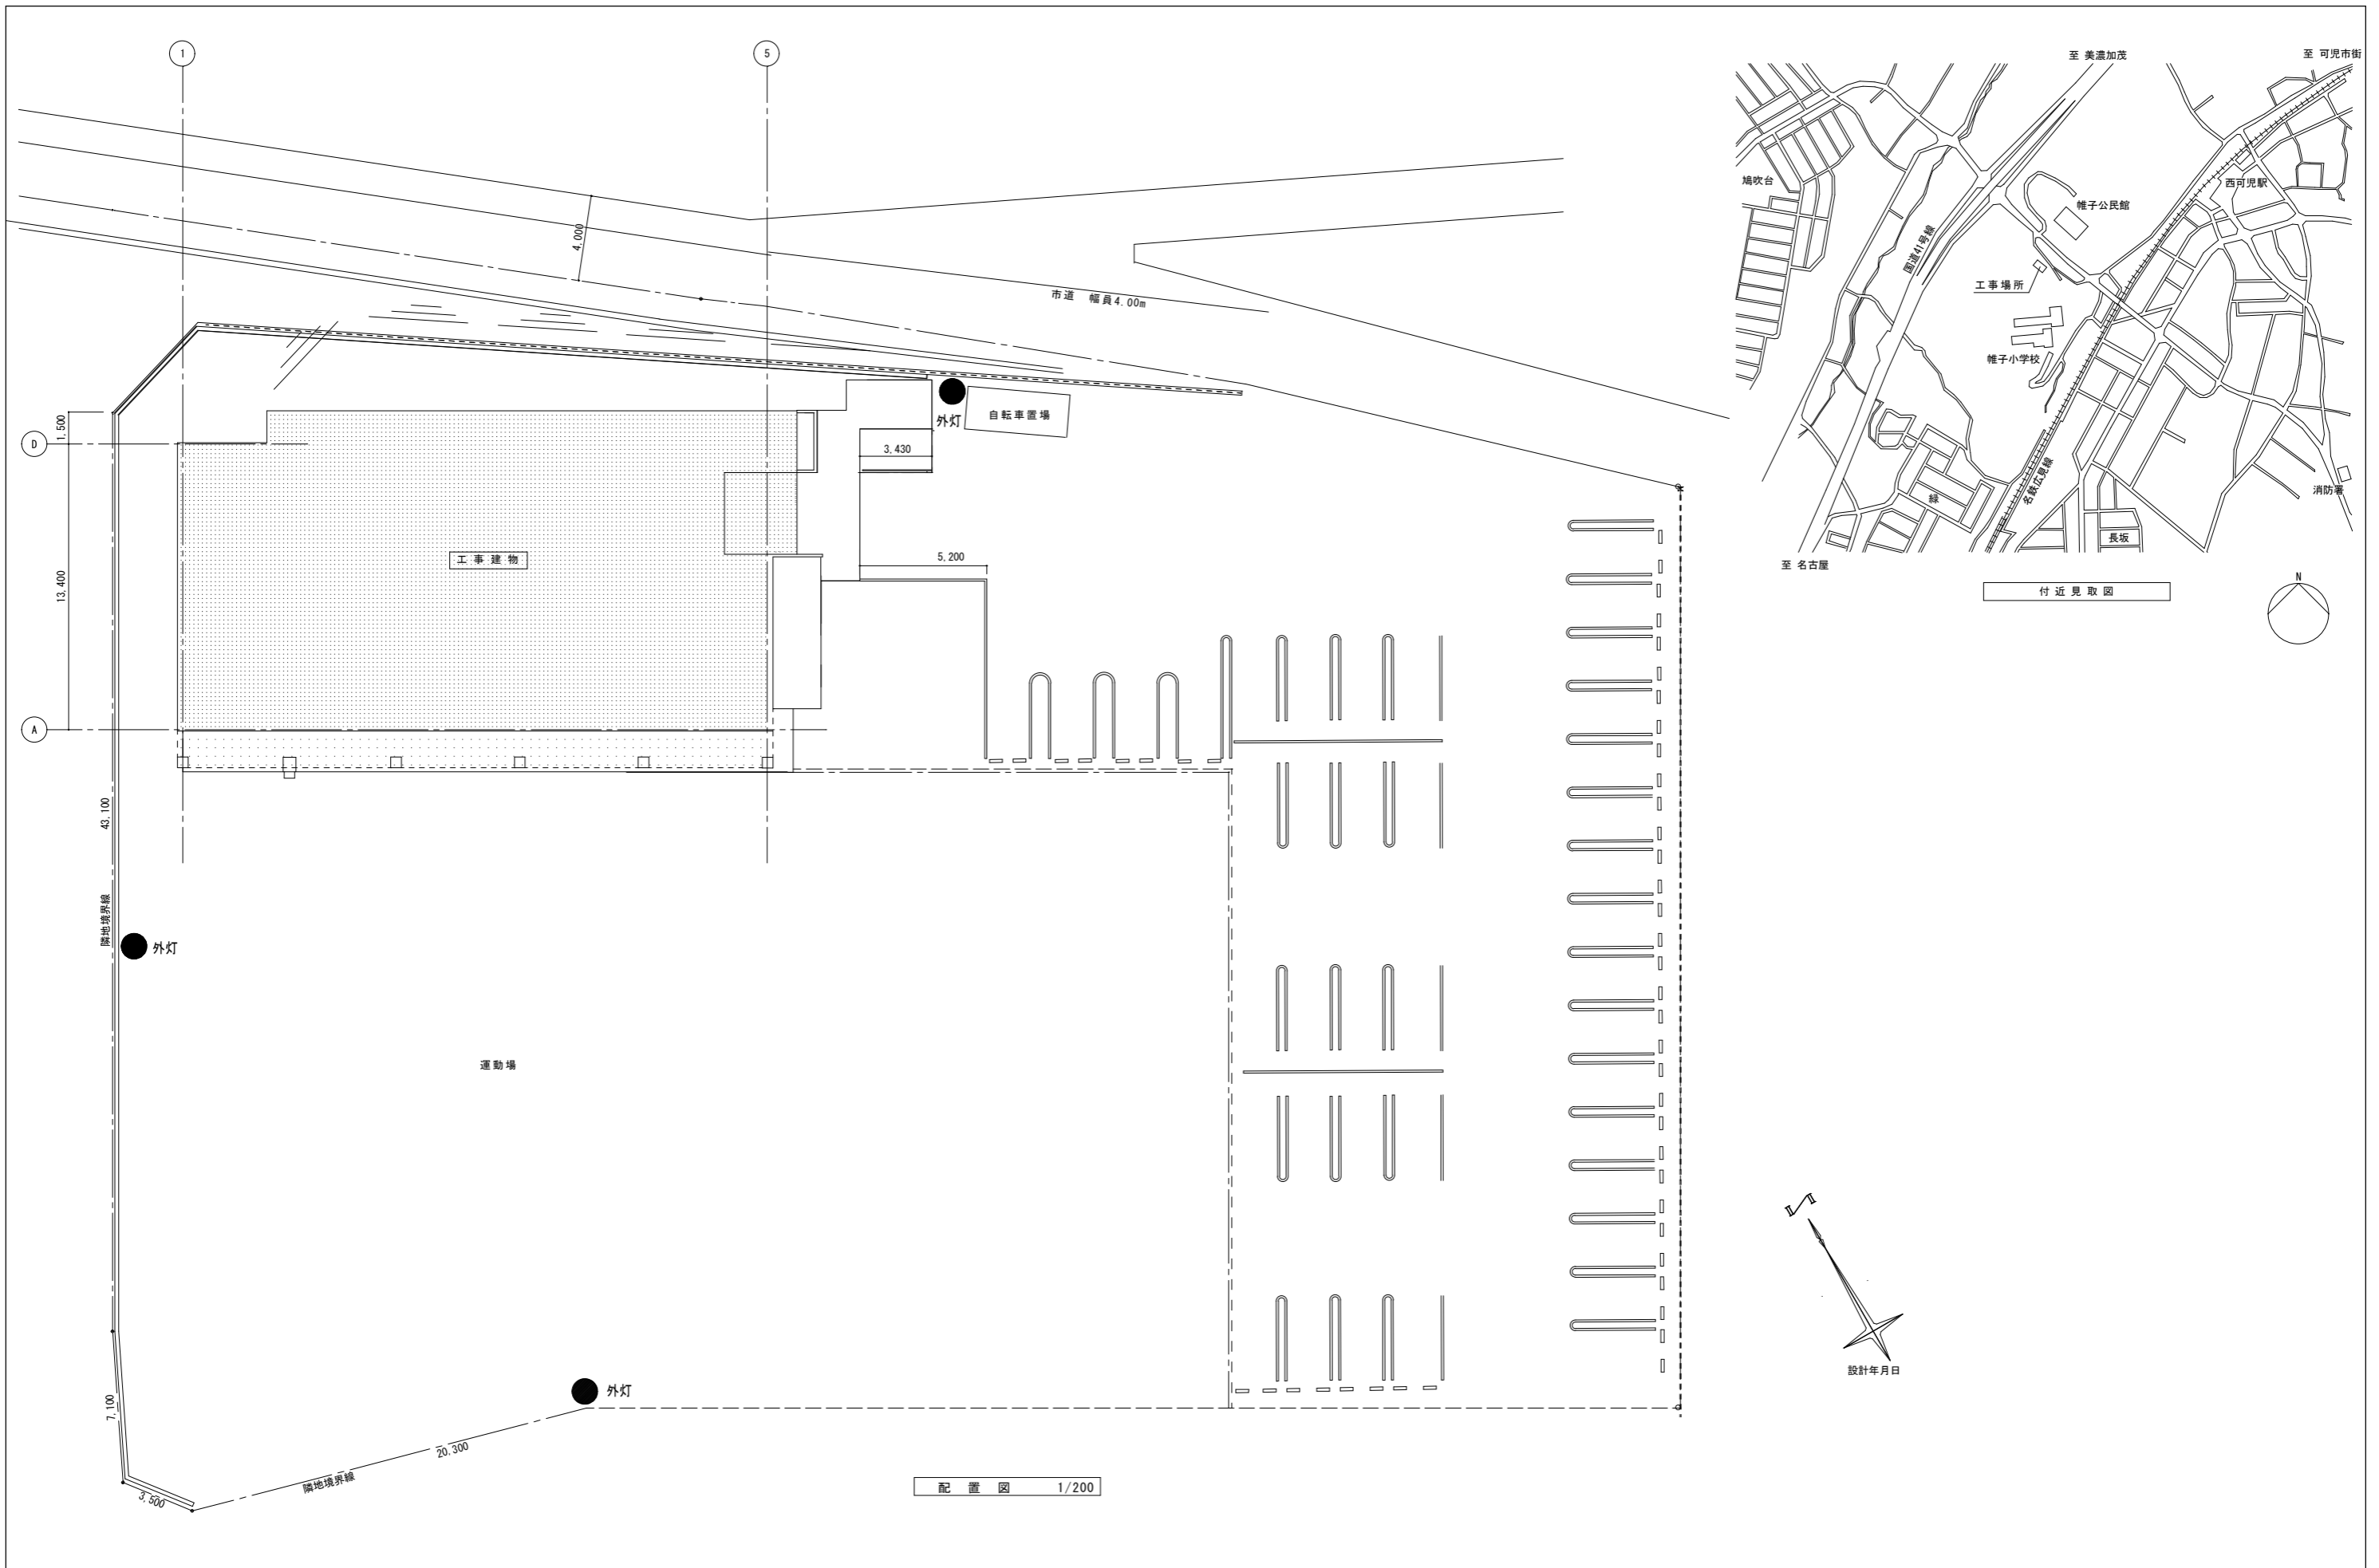 1
5
至 美濃加茂
至 可児市街
鳩吹台
西可児駅
帷子公民館
国道41号線
工事場所
帷子小学校
名鉄広見線
緑
消防署
長坂
至 名古屋
付近見取図
N
4,000
市道 幅員4.00m
1,500
D
外灯
自転車置場
3,430
13,400
工事建物
5,200
A
43,100
隣地境界線
外灯
運動場
外灯
7,100
20,300
隣地境界線
3,500
設計年月日
配置図 1/200